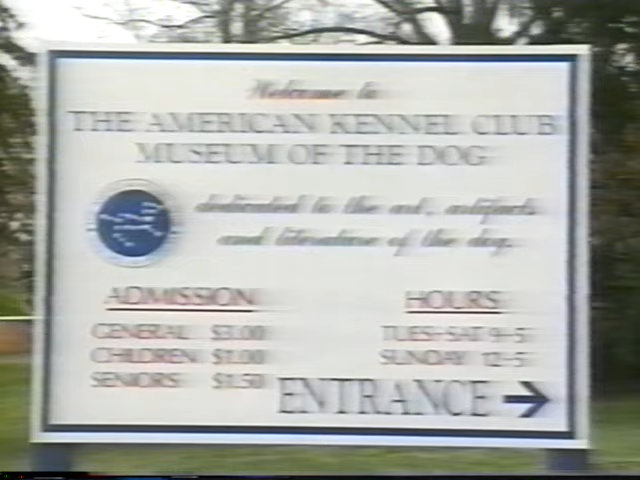 Welcome to
THE AMERICAN KENNEL CLUB
MUSEUM OF THE DOG
dedicated to the art, artifacts
and literature of the dog.
ADMISSION
GENERAL $3.00
CHILDREN $1.00
SENIORS $1.50
HOURS
TUES-SAT 9-5
SUNDAY 12-5
ENTRANCE